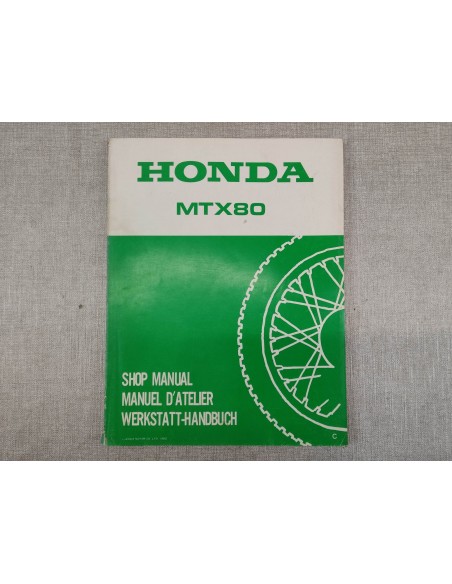 HONDA
MTX80
SHOP MANUAL
MANUEL D'ATELIER
WERKSTATT-HANDBUCH
C